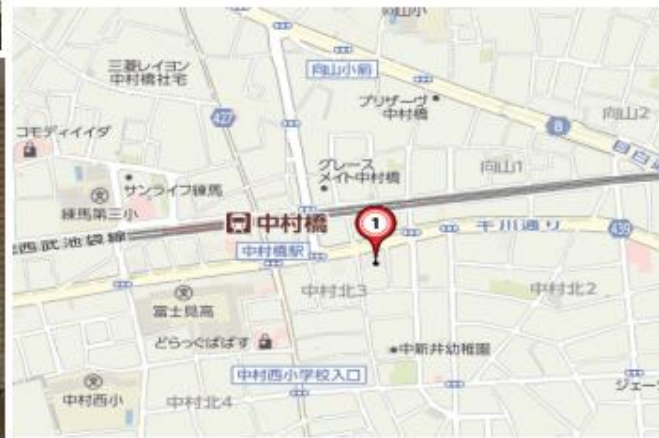 向山小
三菱レイヨン
中村橋社宅
向山小前
プリザーヴ
中村橋
427
8
向山2
コモディイイダ
目白通
サンライフ練馬
グレース
メイト中村橋
向山1
練馬第三小
中村橋
1
千川通り
439
西武池袋線
中村橋駅
中村北3
中村北2
富士見高
どらっぐぱぱす
中新井幼稚園
中村西小学校入口
中村西小
中村北4
ジェー